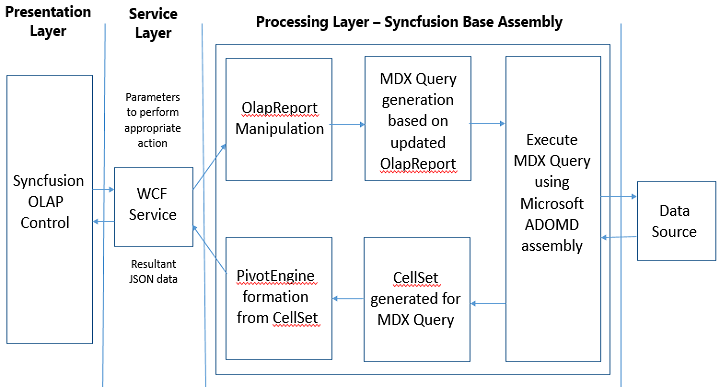 Presentation
Layer
Service
Layer
Processing Layer – Syncfusion Base Assembly
Syncfusion
OLAP
Control
Parameters
to perform
appropriate
action
WCF
Service
Resultant
JSON data
OlapReport
Manipulation
MDX Query
generation
based on
updated
OlapReport
Execute
MDX Query
using
Microsoft
ADOMD
assembly
Data
Source
PivotEngine
formation
from CellSet
CellSet
generated for
MDX Query